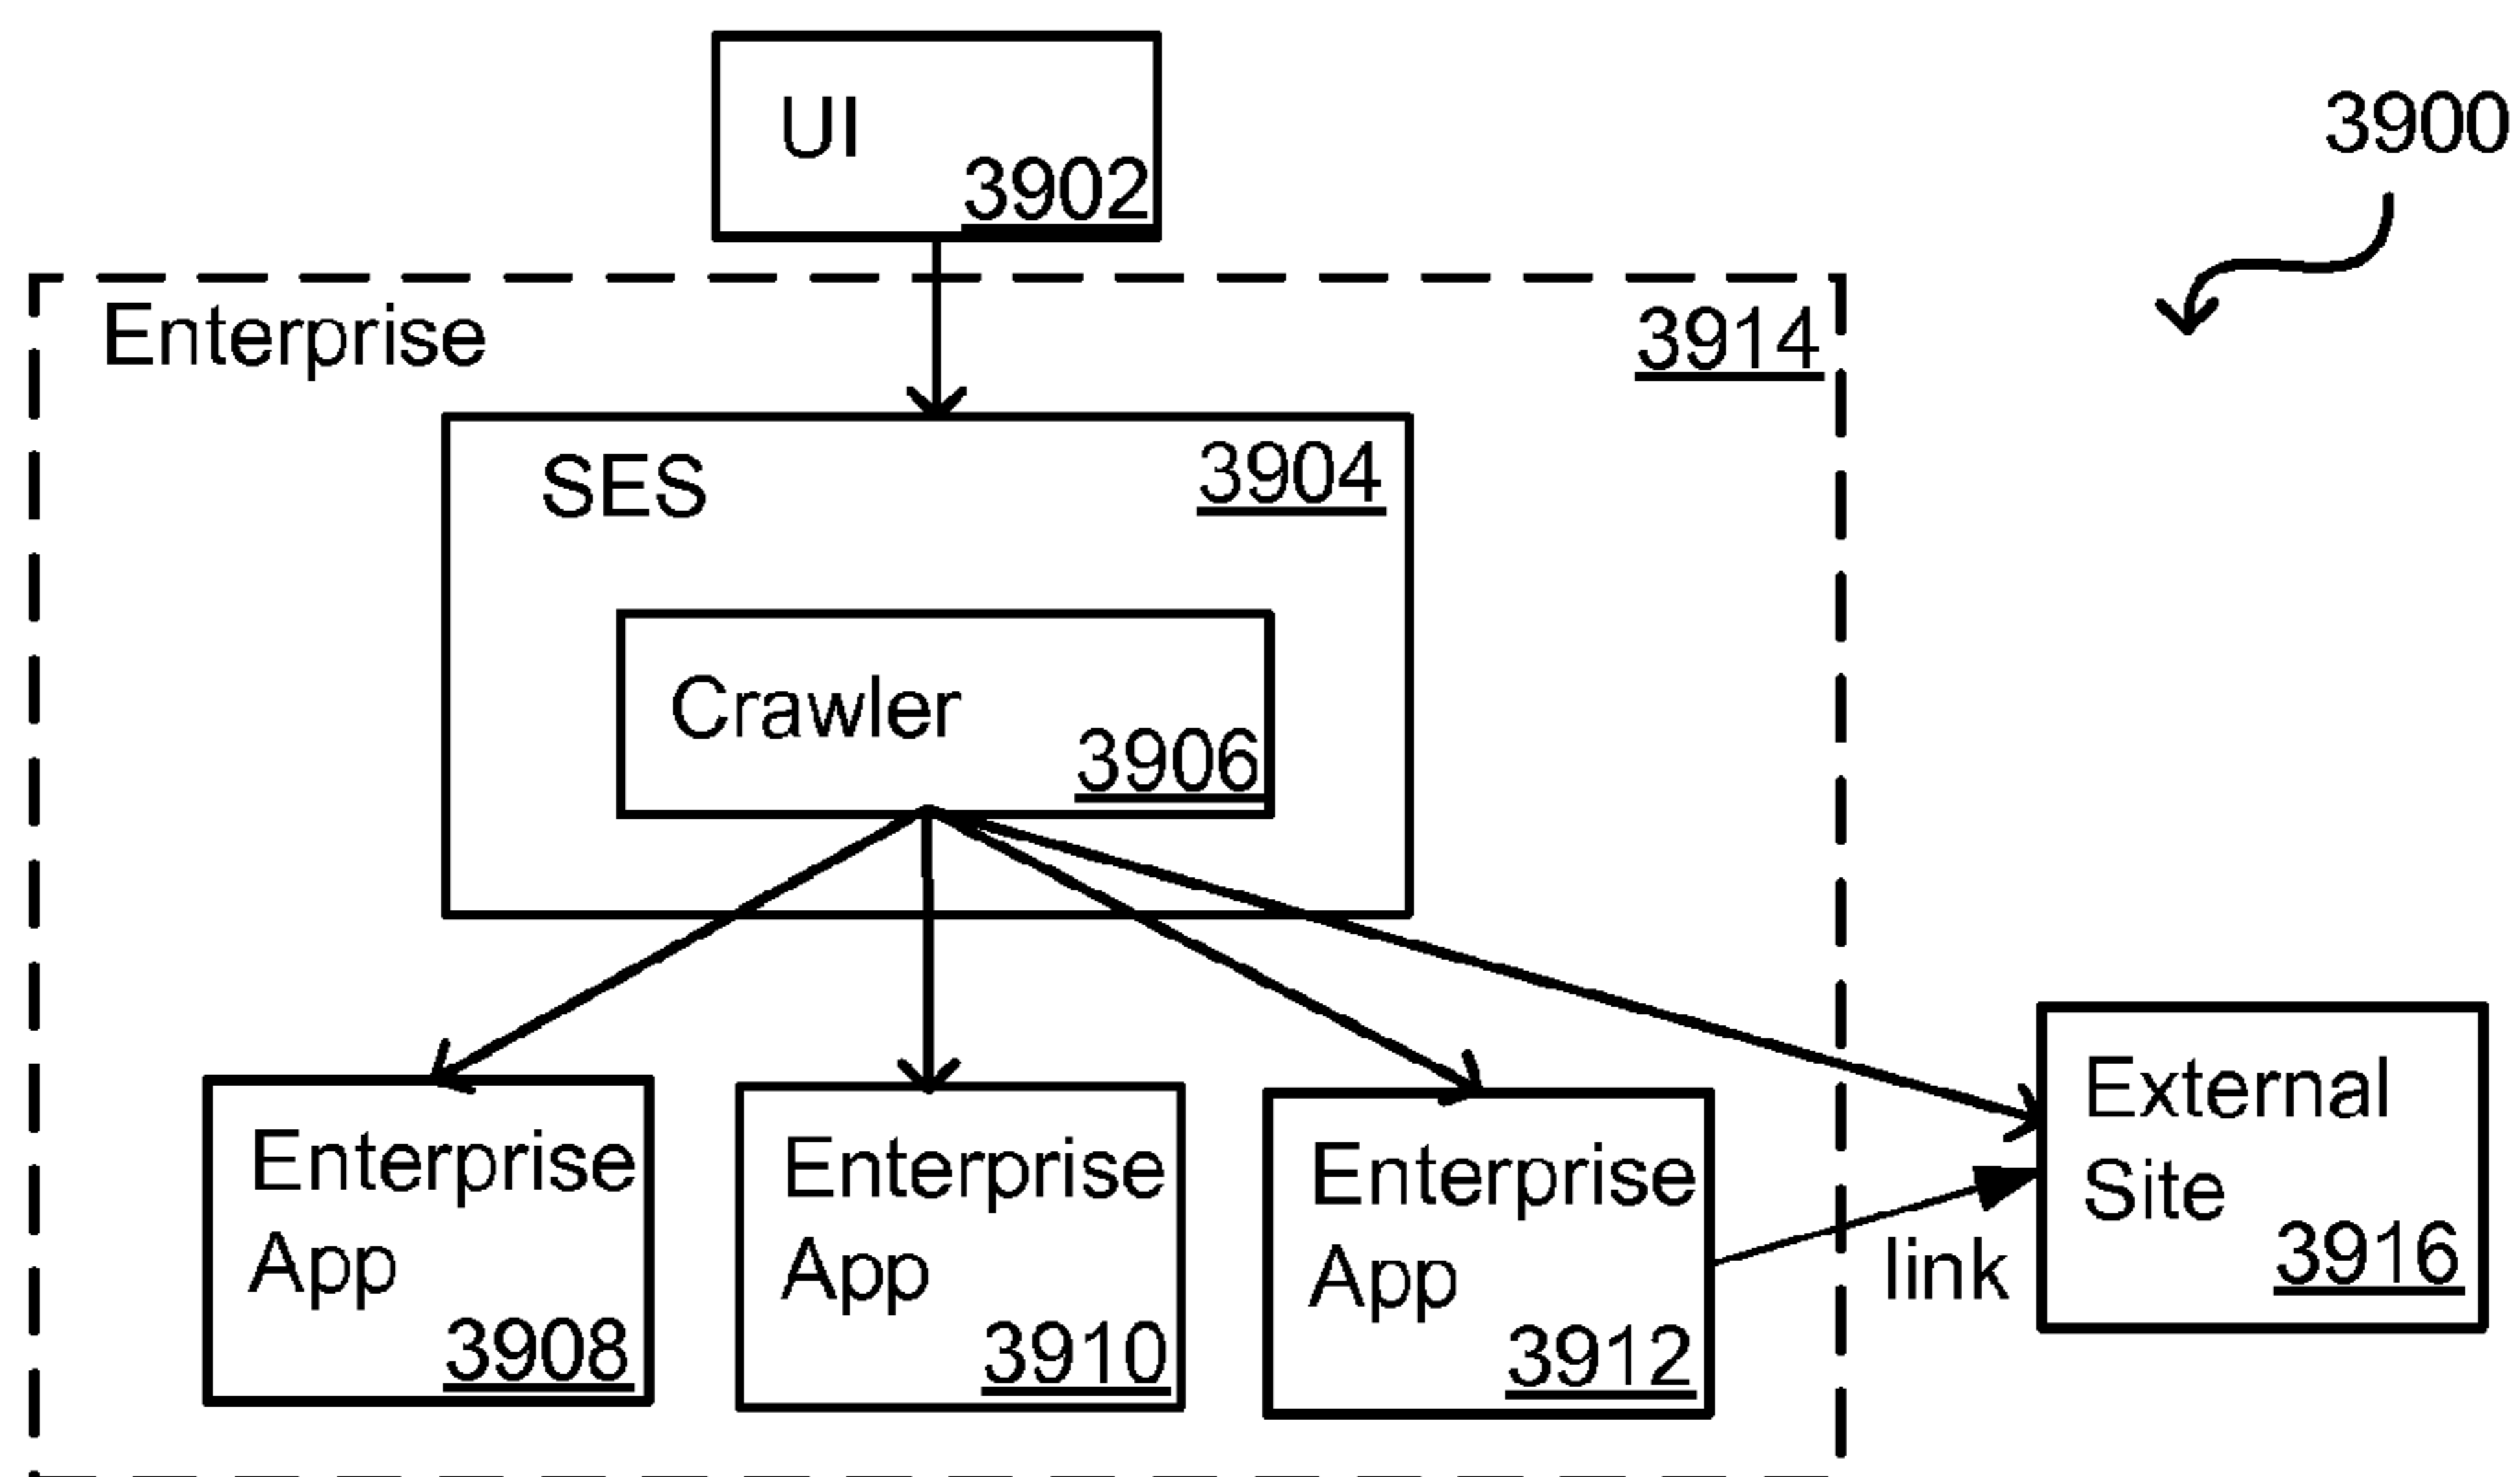 UI
3902
3900
Enterprise
3914
SES
3904
Crawler
3906
Enterprise
App
3908
Enterprise
App
3910
Enterprise
App
3912
link
External
Site
3916